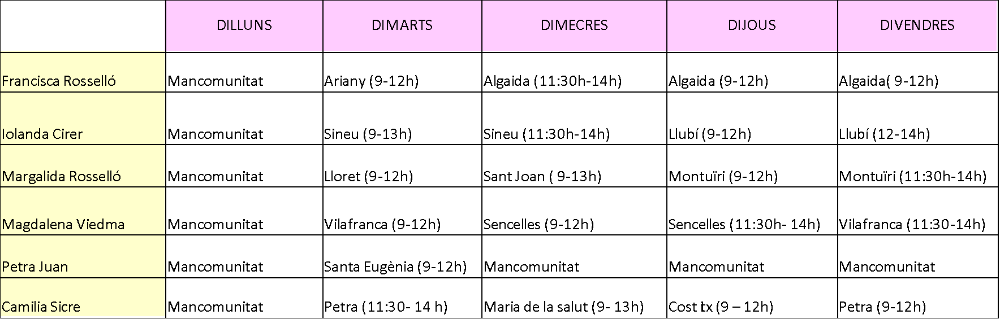 DILLUNS DIMARTS DIMECRES DIJOUS DIVENDRES
Francisca Rosselló Mancomunitat Ariany (9-12h) Algaida (11:30h-14h) Algaida (9-12h) Algaida( 9-12h)
Iolanda Cirer Mancomunitat Sineu (9-13h) Sineu (11:30h-14h) Llubí (9-12h) Llubí (12-14h)
Margalida Rosselló Mancomunitat Lloret (9-12h) Sant Joan ( 9-13h) Montuïri (9-12h) Montuïri (11:30h-14h)
Magdalena Viedma Mancomunitat Vilafranca (9-12h) Sencelles (9-12h) Sencelles (11:30h- 14h) Vilafranca (11:30-14h)
Petra Juan Mancomunitat Santa Eugènia (9-12h) Mancomunitat Mancomunitat Mancomunitat
Camilia Sicre Mancomunitat Petra (11:30- 14 h) Maria de la salut (9- 13h) Costitx (9 – 12h) Petra (9-12h)